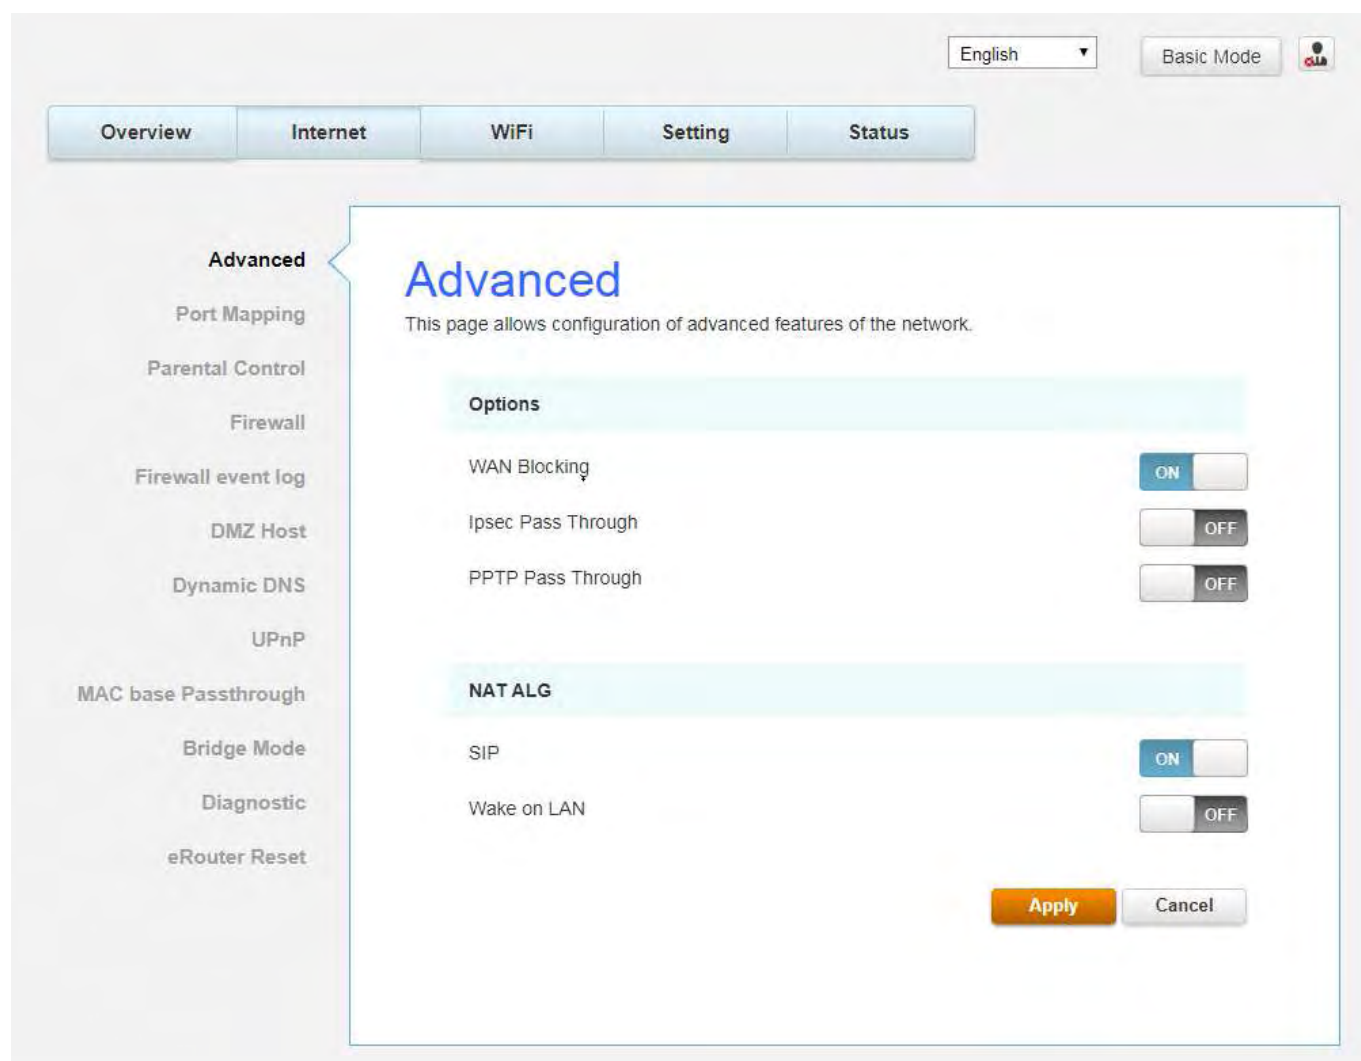 English
Basic Mode
Overview Internet WiFi Setting Status
Advanced
Port Mapping
Parental Control
Firewall
Firewall event log
DMZ Host
Dynamic DNS
UPnP
MAC base Passthrough
Bridge Mode
Diagnostic
eRouter Reset
Advanced
This page allows configuration of advanced features of the network.
Options
WAN Blocking ON
Ipsec Pass Through OFF
PPTP Pass Through OFF
NAT ALG
SIP ON
Wake on LAN OFF
Apply Cancel